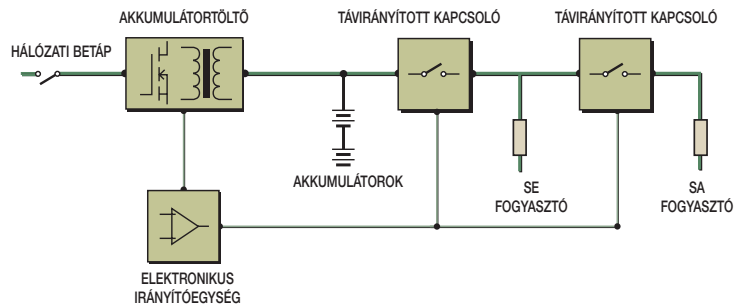 AKKUMULÁTORTÖLTŐ
TÁVIRÁNYÍTOTT KAPCSOLÓ
TÁVIRÁNYÍTOTT KAPCSOLÓ
HÁLÓZATI BETÁP
AKKUMULÁTOROK
SE
FOGYASZTÓ
SA
FOGYASZTÓ
ELEKTRONIKUS
IRÁNYÍTÓEGYSÉG